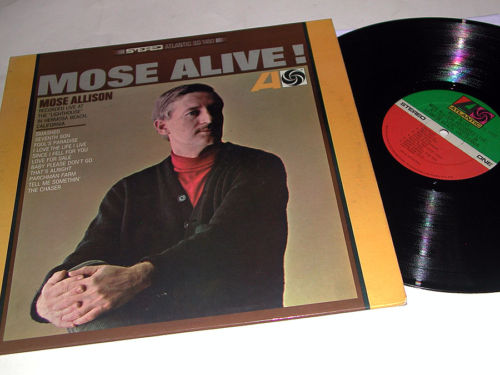 STEREO ATLANTIC SD 1450
MOSE ALIVE!
MOSE ALLISON
RECORDED LIVE AT
THE "LIGHTHOUSE"
IN HERMOSA BEACH,
CALIFORNIA
SMASHED
SEVENTH SON
FOOL'S PARADISE
I LOVE THE LIFE I LIVE
SINCE I FELL FOR YOU
LOVE FOR SALE
BABY PLEASE DON'T GO
THAT'S ALRIGHT
PARCHMAN FARM
TELL ME SOMETHIN'
THE CHASER
ATLANTIC
STEREO
ONE